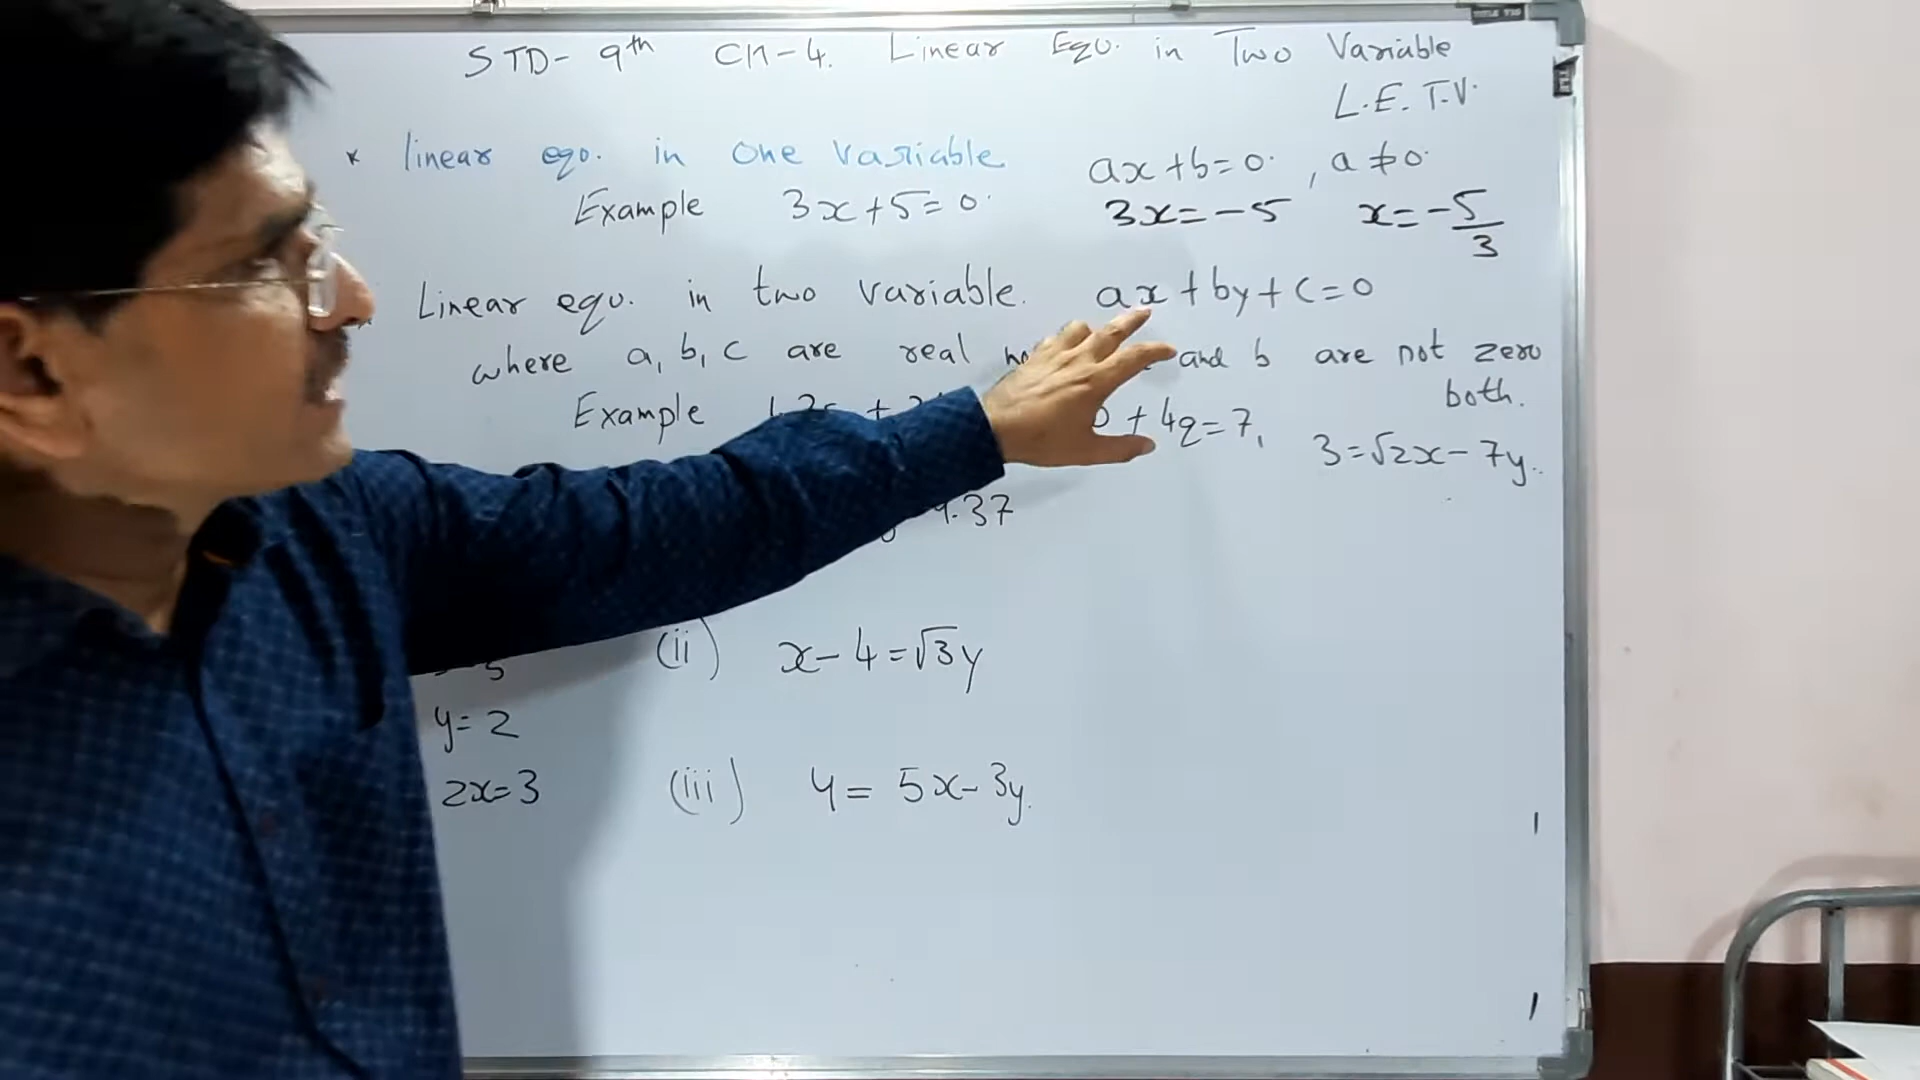 STD- 9th CH-4. Linear Equ. in Two Variable
L.E. T.V.
* linear eqo. in one variable ax+b=0. , a≠0.
Example 3x+5=0. 3x=-5 x=-5/3
Linear equ. in two variable. ax+by+c=0
where a, b, c are real and b are not zero
both.
Example + 4q=7, 3=√2x-7y.
9.37
(ii) x-4=√3y
y=2
2x=3 (iii) 4= 5x-3y.